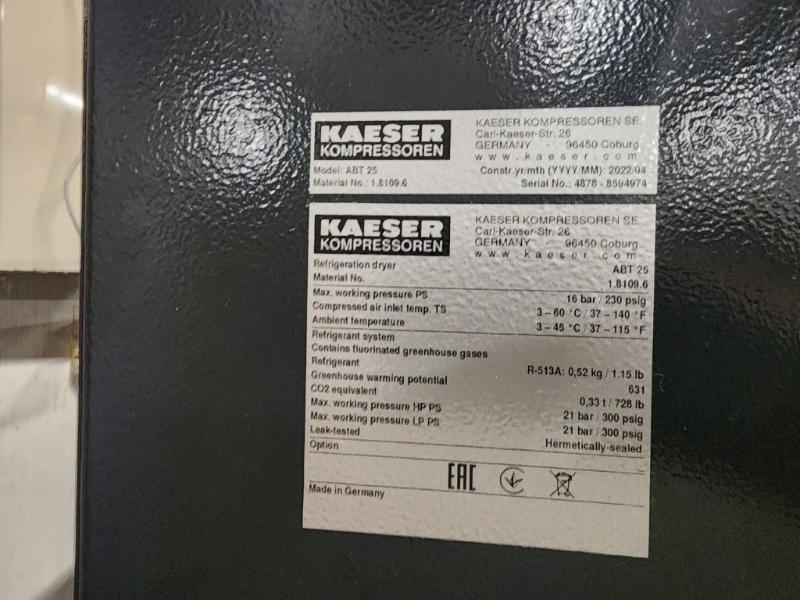 KAESER
KOMPRESSOREN
KAESER KOMPRESSOREN SE
Carl-Kaeser-Str. 26
GERMANY - 96450 Coburg
www.kaeser.com
Model: ABT 25
Constr.yr/mth (YYYY/MM): 2022/04
Material No.: 1.8109.6
Serial No.: 4878 - 8594974
KAESER
KOMPRESSOREN
KAESER KOMPRESSOREN SE
Carl-Kaeser-Str. 26
GERMANY - 96450 Coburg
www.kaeser.com
Refrigeration dryer ABT 25
Material No. 1.8109.6
Max. working pressure PS 16 bar / 230 psig
Compressed air inlet temp. TS 3 – 60 °C / 37 – 140 °F
Ambient temperature 3 – 45 °C / 37 – 115 °F
Refrigerant system
Contains fluorinated greenhouse gases
Refrigerant R-513A: 0,52 kg / 1.15 lb
Greenhouse warming potential 631
CO2 equivalent 0,33 t / 728 lb
Max. working pressure HP PS 21 bar / 300 psig
Max. working pressure LP PS 21 bar / 300 psig
Leak-tested Hermetically-sealed
Option
EAC
Made in Germany